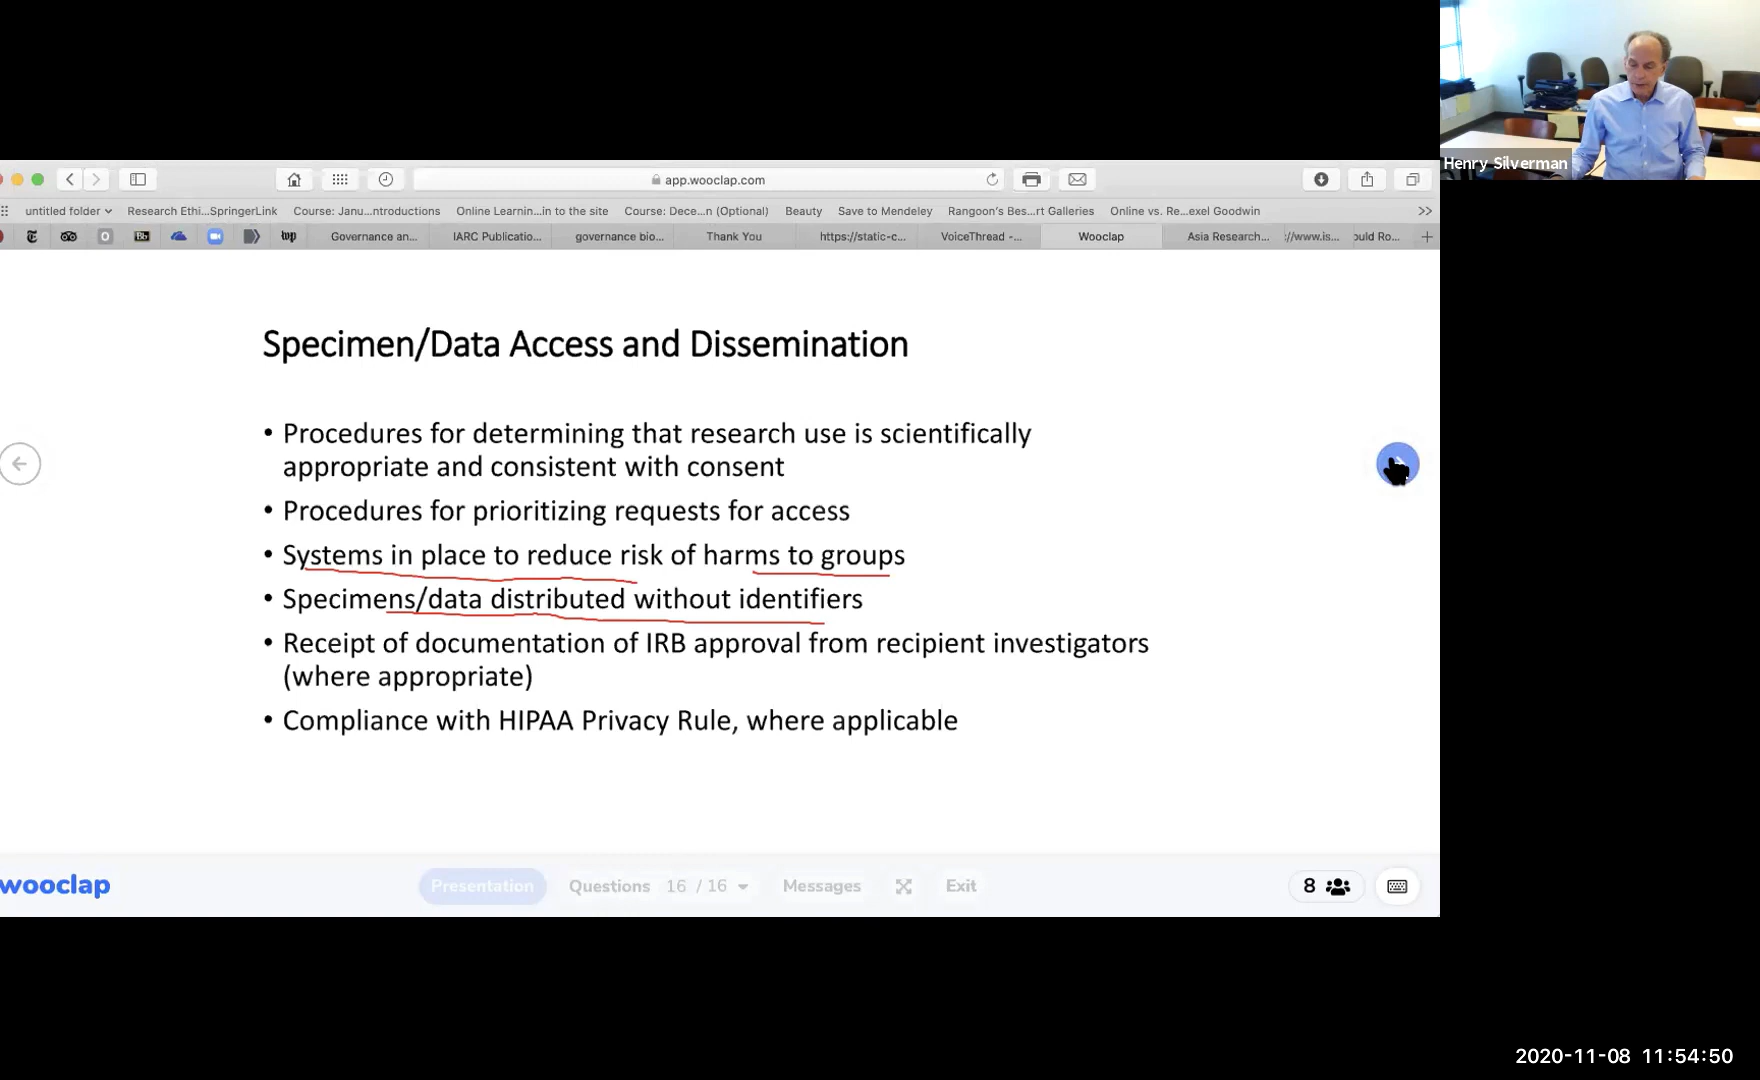 Henry Silverman
app.wooclap.com
untitled folder Research Ethi...SpringerLink Course: Janu...ntroductions Online Learnin...in to the site Course: Dece...n (Optional) Beauty Save to Mendeley Rangoon's Bes...rt Galleries Online vs. Re...exel Goodwin
Governance an... IARC Publicatio... governance bio... Thank You https://static-c... VoiceThread -... Wooclap Asia Research... ://www.is... ould Ro...
Specimen/Data Access and Dissemination
• Procedures for determining that research use is scientifically
appropriate and consistent with consent
• Procedures for prioritizing requests for access
• Systems in place to reduce risk of harms to groups
• Specimens/data distributed without identifiers
• Receipt of documentation of IRB approval from recipient investigators
(where appropriate)
• Compliance with HIPAA Privacy Rule, where applicable
wooclap Presentation Questions 16 / 16 Messages Exit 8
2020-11-08 11:54:50